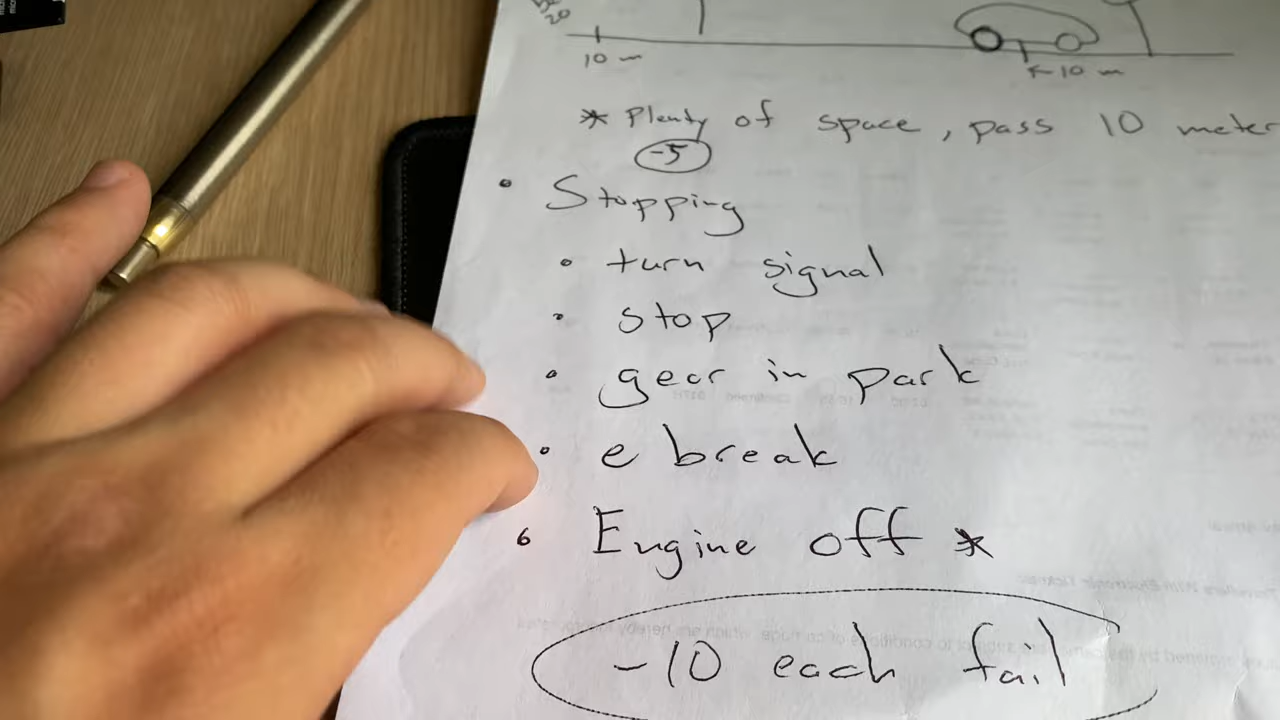 20
10 m
← 10 m
* Plenty of space, pass 10 meter
-5
• Stopping
• turn signal
• stop
• gear in park
• e break
• Engine off *
-10 each fail